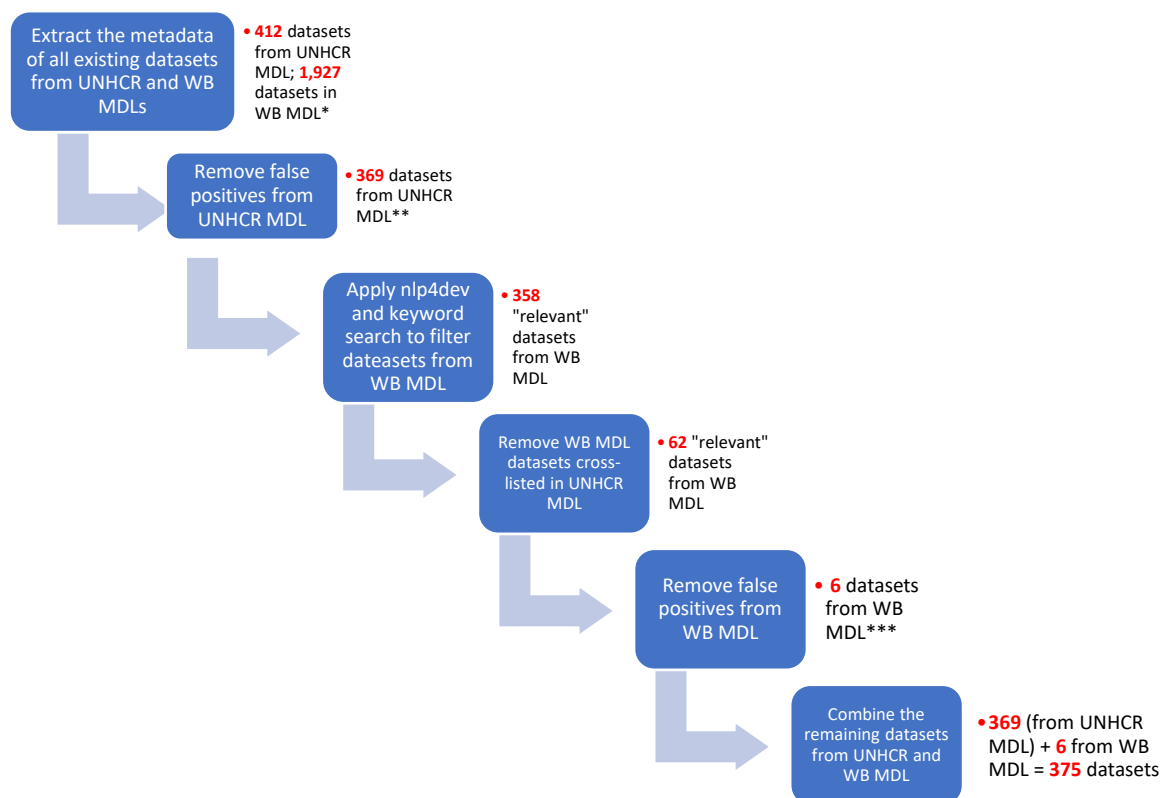 Extract the metadata
of all existing datasets
from UNHCR and WB
MDLs
• 412 datasets
from UNHCR
MDL; 1,927
datasets in
WB MDL*
Remove false
positives from
UNHCR MDL
• 369 datasets
from UNHCR
MDL**
Apply nlp4dev
and keyword
search to filter
dateasets from
WB MDL
• 358
"relevant"
datasets
from WB
MDL
Remove WB MDL
datasets cross-
listed in UNHCR
MDL
• 62 "relevant"
datasets
from WB
MDL
Remove false
positives from
WB MDL
• 6 datasets
from WB
MDL***
Combine the
remaining datasets
from UNHCR and
WB MDL
• 369 (from UNHCR
MDL) + 6 from WB
MDL = 375 datasets